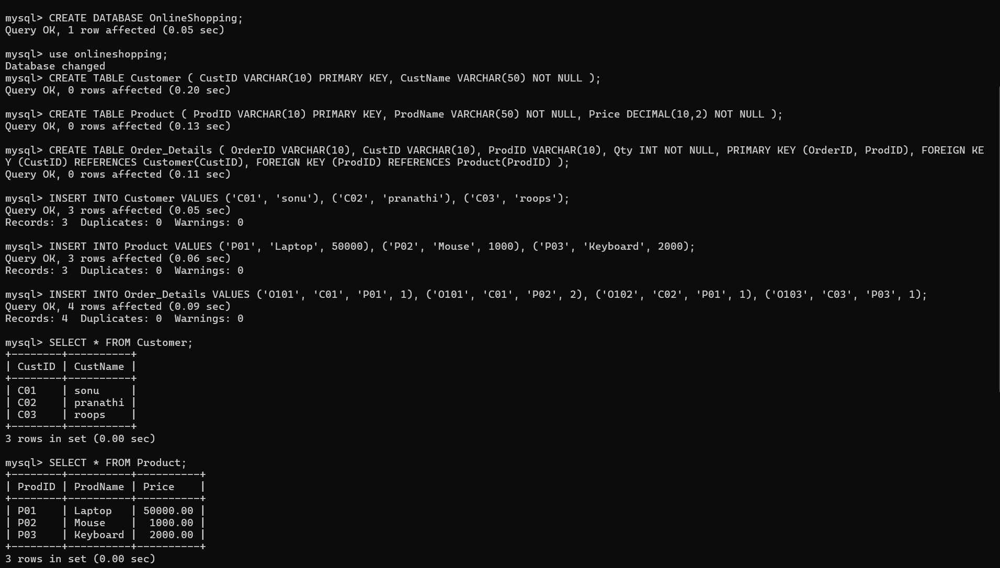 mysql> CREATE DATABASE OnlineShopping;
Query OK, 1 row affected (0.05 sec)
mysql> use onlineshopping;
Database changed
mysql> CREATE TABLE Customer ( CustID VARCHAR(10) PRIMARY KEY, CustName VARCHAR(50) NOT NULL );
Query OK, 0 rows affected (0.20 sec)
mysql> CREATE TABLE Product ( ProdID VARCHAR(10) PRIMARY KEY, ProdName VARCHAR(50) NOT NULL, Price DECIMAL(10,2) NOT NULL );
Query OK, 0 rows affected (0.13 sec)
mysql> CREATE TABLE Order_Details ( OrderID VARCHAR(10), CustID VARCHAR(10), ProdID VARCHAR(10), Qty INT NOT NULL, PRIMARY KEY (OrderID, ProdID), FOREIGN KE
Y (CustID) REFERENCES Customer(CustID), FOREIGN KEY (ProdID) REFERENCES Product(ProdID) );
Query OK, 0 rows affected (0.11 sec)
mysql> INSERT INTO Customer VALUES ('C01', 'sonu'), ('C02', 'pranathi'), ('C03', 'roops');
Query OK, 3 rows affected (0.05 sec)
Records: 3  Duplicates: 0  Warnings: 0
mysql> INSERT INTO Product VALUES ('P01', 'Laptop', 50000), ('P02', 'Mouse', 1000), ('P03', 'Keyboard', 2000);
Query OK, 3 rows affected (0.06 sec)
Records: 3  Duplicates: 0  Warnings: 0
mysql> INSERT INTO Order_Details VALUES ('O101', 'C01', 'P01', 1), ('O101', 'C01', 'P02', 2), ('O102', 'C02', 'P01', 1), ('O103', 'C03', 'P03', 1);
Query OK, 4 rows affected (0.09 sec)
Records: 4  Duplicates: 0  Warnings: 0
mysql> SELECT * FROM Customer;
+--------+----------+
| CustID | CustName |
+--------+----------+
| C01    | sonu     |
| C02    | pranathi |
| C03    | roops    |
+--------+----------+
3 rows in set (0.00 sec)
mysql> SELECT * FROM Product;
+--------+----------+----------+
| ProdID | ProdName | Price    |
+--------+----------+----------+
| P01    | Laptop   | 50000.00 |
| P02    | Mouse    |  1000.00 |
| P03    | Keyboard |  2000.00 |
+--------+----------+----------+
3 rows in set (0.00 sec)